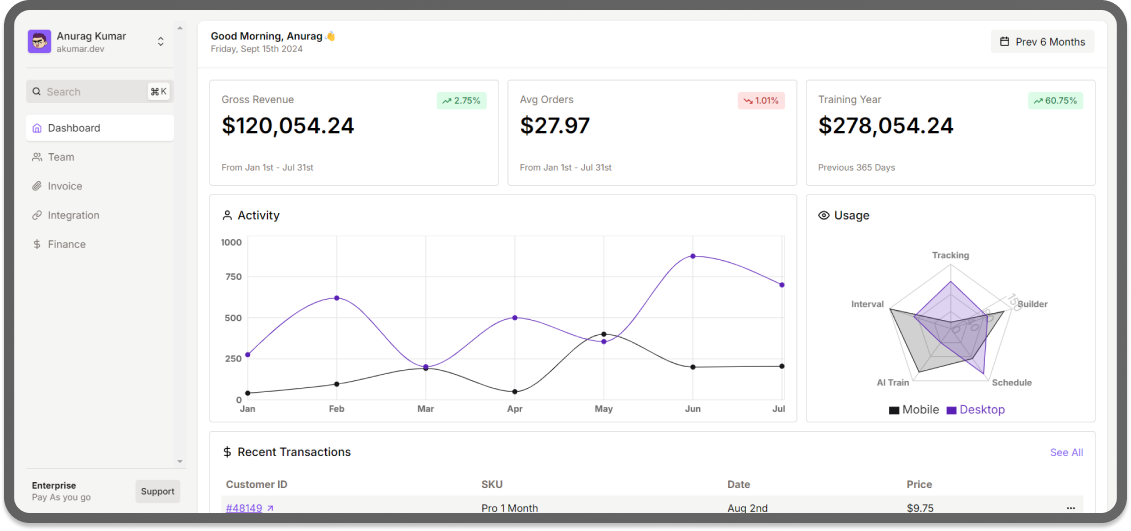 Anurag Kumar
akumar.dev
Search ⌘K
Dashboard
Team
Invoice
Integration
Finance
Enterprise
Pay As you go
Support
Good Morning, Anurag
Friday, Sept 15th 2024
Prev 6 Months
Gross Revenue 2.75%
$120,054.24
From Jan 1st - Jul 31st
Avg Orders 1.01%
$27.97
From Jan 1st - Jul 31st
Training Year 60.75%
$278,054.24
Previous 365 Days
Activity
1000
750
500
250
0
Jan Feb Mar Apr May Jun Jul
Usage
Tracking
Interval Builder
AI Train Schedule
Mobile Desktop
$ Recent Transactions See All
Customer ID SKU Date Price
#48149 Pro 1 Month Aug 2nd $9.75